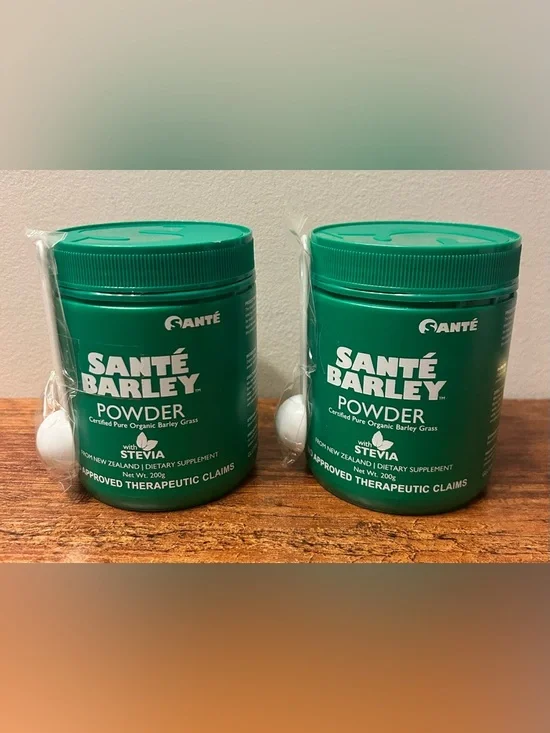 SANTÉ
SANTÉ
BARLEY™
POWDER
Certified Pure Organic Barley Grass
with
STEVIA
FROM NEW ZEALAND | DIETARY SUPPLEMENT
Net Wt. 200g
APPROVED THERAPEUTIC CLAIMS
SANTÉ
SANTÉ
BARLEY™
POWDER
Certified Pure Organic Barley Grass
with
STEVIA
FROM NEW ZEALAND | DIETARY SUPPLEMENT
Net Wt. 200g
APPROVED THERAPEUTIC CLAIMS